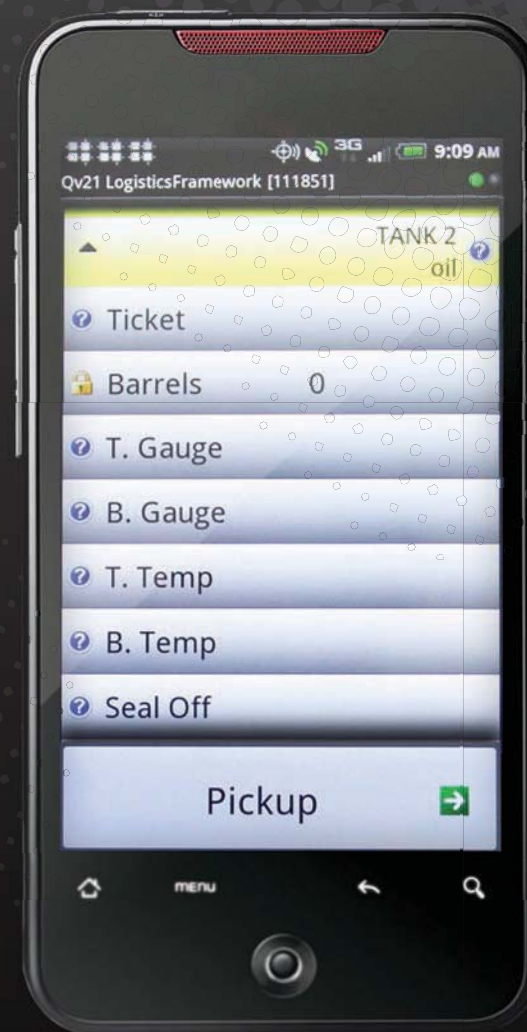 3G 9:09 AM
Qv21 LogisticsFramework [111851]
TANK 2
oil
Ticket
Barrels 0
T. Gauge
B. Gauge
T. Temp
B. Temp
Seal Off
Pickup
menu